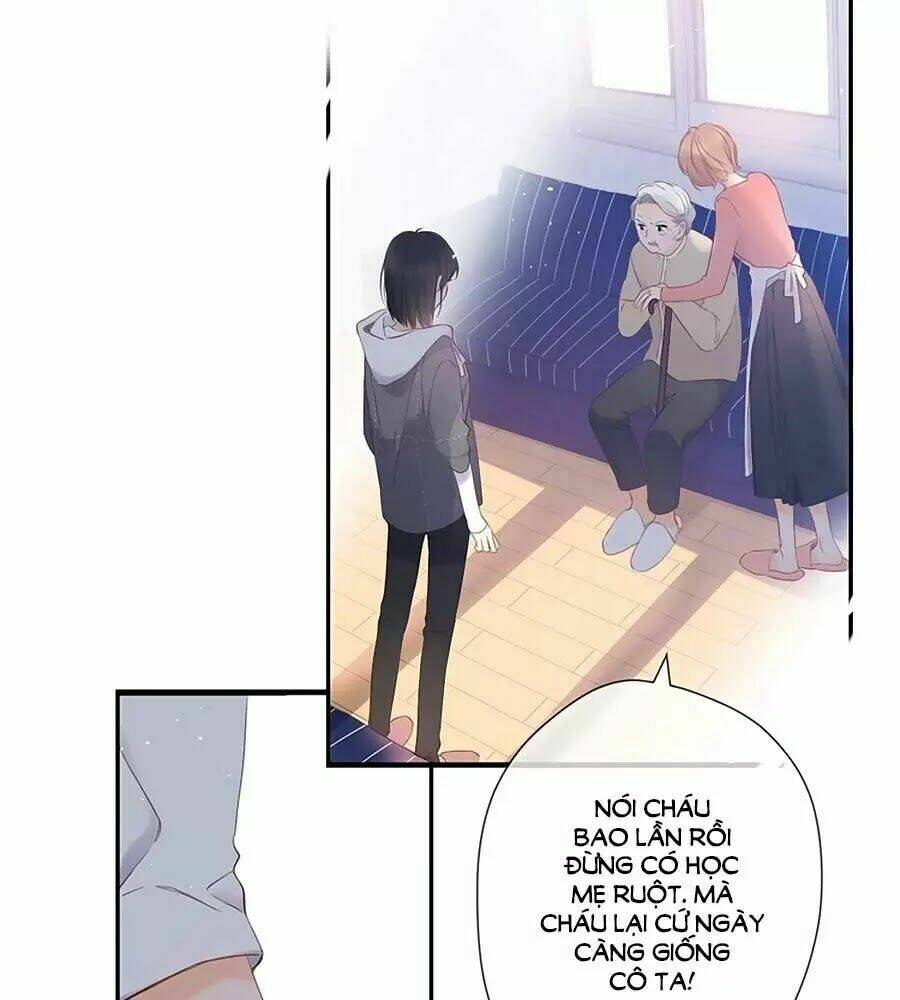 NÓI CHÁU
BAO LẦN RỒI
ĐỪNG CÓ HỌC
MẸ RUỘT. MÀ
CHÁU LẠI CỨ NGÀY
CÀNG GIỐNG
CÔ TA!